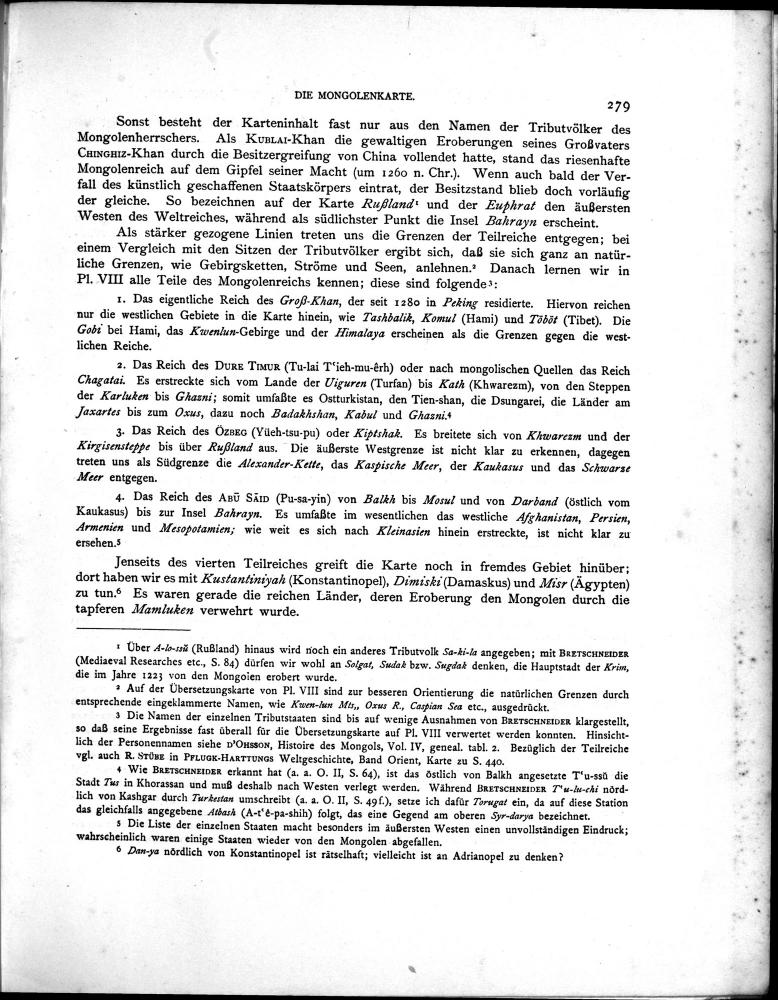 DIE MONGOLENKARTE.
279
Sonst besteht der Karteninhalt fast nur aus den Namen der Tributvölker des
Mongolenherrschers. Als KUBLAI-Khan die gewaltigen Eroberungen seines Großvaters
CHINGHIZ-Khan durch die Besitzergreifung von China vollendet hatte, stand das riesenhafte
Mongolenreich auf dem Gipfel seiner Macht (um 1260 n. Chr.). Wenn auch bald der Ver-
fall des künstlich geschaffenen Staatskörpers eintrat, der Besitzstand blieb doch vorläufig
der gleiche. So bezeichnen auf der Karte Rußland¹ und der Euphrat den äußersten
Westen des Weltreiches, während als südlichster Punkt die Insel Bahrayn erscheint.
Als stärker gezogene Linien treten uns die Grenzen der Teilreiche entgegen; bei
einem Vergleich mit den Sitzen der Tributvölker ergibt sich, daß sie sich ganz an natür-
liche Grenzen, wie Gebirgsketten, Ströme und Seen, anlehnen.² Danach lernen wir in
Pl. VIII alle Teile des Mongolenreichs kennen; diese sind folgende³:
1. Das eigentliche Reich des Groß-Khan, der seit 1280 in Peking residierte. Hiervon reichen
nur die westlichen Gebiete in die Karte hinein, wie Tashbalik, Komul (Hami) und Töböt (Tibet). Die
Gobi bei Hami, das Kwenlun-Gebirge und der Himalaya erscheinen als die Grenzen gegen die west-
lichen Reiche.
2. Das Reich des DURE TIMUR (Tu-lai T‘ieh-mu-êrh) oder nach mongolischen Quellen das Reich
Chagatai. Es erstreckte sich vom Lande der Uiguren (Turfan) bis Kath (Khwarezm), von den Steppen
der Karluken bis Ghazni; somit umfaßte es Ostturkistan, den Tien-shan, die Dsungarei, die Länder am
Jaxartes bis zum Oxus, dazu noch Badakhshan, Kabul und Ghazni.⁴
3. Das Reich des ÖZBEG (Yüeh-tsu-pu) oder Kiptshak. Es breitete sich von Khwarezm und der
Kirgisensteppe bis über Rußland aus. Die äußerste Westgrenze ist nicht klar zu erkennen, dagegen
treten uns als Südgrenze die Alexander-Kette, das Kaspische Meer, der Kaukasus und das Schwarze
Meer entgegen.
4. Das Reich des ABŪ SĀID (Pu-sa-yin) von Balkh bis Mosul und von Darband (östlich vom
Kaukasus) bis zur Insel Bahrayn. Es umfaßte im wesentlichen das westliche Afghanistan, Persien,
Armenien und Mesopotamien; wie weit es sich nach Kleinasien hinein erstreckte, ist nicht klar zu
ersehen.⁵
Jenseits des vierten Teilreiches greift die Karte noch in fremdes Gebiet hinüber;
dort haben wir es mit Kustantiniyah (Konstantinopel), Dimiski (Damaskus) und Misr (Ägypten)
zu tun.⁶ Es waren gerade die reichen Länder, deren Eroberung den Mongolen durch die
tapferen Mamluken verwehrt wurde.
¹ Über A-lo-ssŭ (Rußland) hinaus wird noch ein anderes Tributvolk Sa-ki-la angegeben; mit BRETSCHNEIDER
(Mediaeval Researches etc., S. 84) dürfen wir wohl an Solgat, Sudak bzw. Sugdak denken, die Hauptstadt der Krim,
die im Jahre 1223 von den Mongolen erobert wurde.
² Auf der Übersetzungskarte von Pl. VIII sind zur besseren Orientierung die natürlichen Grenzen durch
entsprechende eingeklammerte Namen, wie Kwen-lun Mts,, Oxus R., Caspian Sea etc., ausgedrückt.
3 Die Namen der einzelnen Tributstaaten sind bis auf wenige Ausnahmen von BRETSCHNEIDER klargestellt,
so daß seine Ergebnisse fast überall für die Übersetzungskarte auf Pl. VIII verwertet werden konnten. Hinsicht-
lich der Personennamen siehe D'OHSSON, Histoire des Mongols, Vol. IV, geneal. tabl. 2. Bezüglich der Teilreiche
vgl. auch R. STÜBE in PFLUGK-HARTTUNGS Weltgeschichte, Band Orient, Karte zu S. 440.
⁴ Wie BRETSCHNEIDER erkannt hat (a. a. O. II, S. 64), ist das östlich von Balkh angesetzte T‘u-ssŭ die
Stadt Tus in Khorassan und muß deshalb nach Westen verlegt werden. Während BRETSCHNEIDER T‘u-lu-chi nörd-
lich von Kashgar durch Turkestan umschreibt (a. a. O. II, S. 49f.), setze ich dafür Torugat ein, da auf diese Station
das gleichfalls angegebene Atbash (A-t‘ê-pa-shih) folgt, das eine Gegend am oberen Syr-darya bezeichnet.
5 Die Liste der einzelnen Staaten macht besonders im äußersten Westen einen unvollständigen Eindruck;
wahrscheinlich waren einige Staaten wieder von den Mongolen abgefallen.
6 Dan-ya nördlich von Konstantinopel ist rätselhaft; vielleicht ist an Adrianopel zu denken?